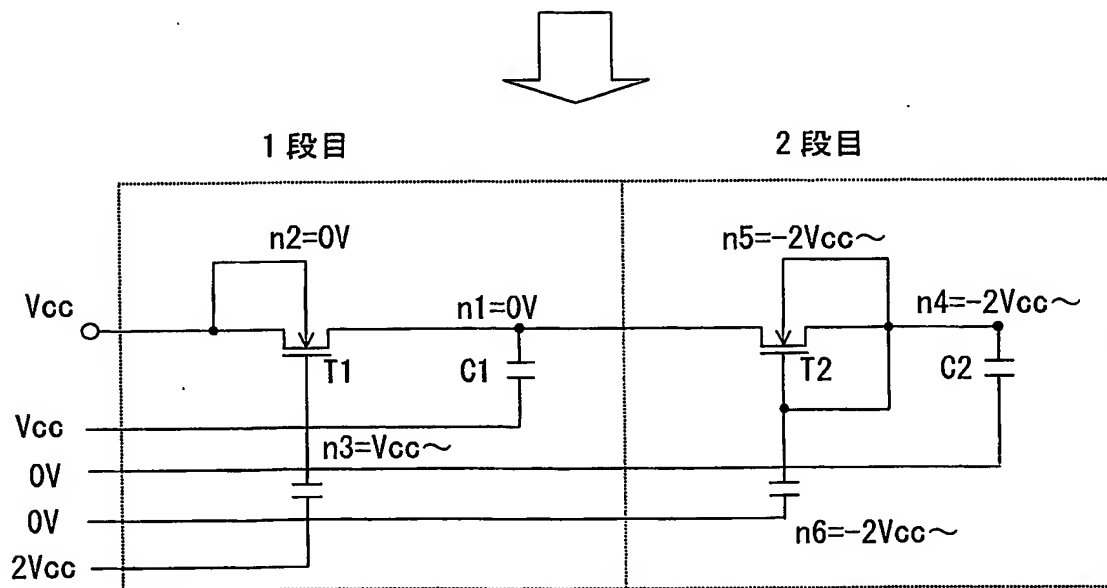 1段目
2段目
n2=0V
n5=-2Vcc～
Vcc
n1=0V
n4=-2Vcc～
T1
C1
T2
C2
Vcc
n3=Vcc～
0V
0V
n6=-2Vcc～
2Vcc